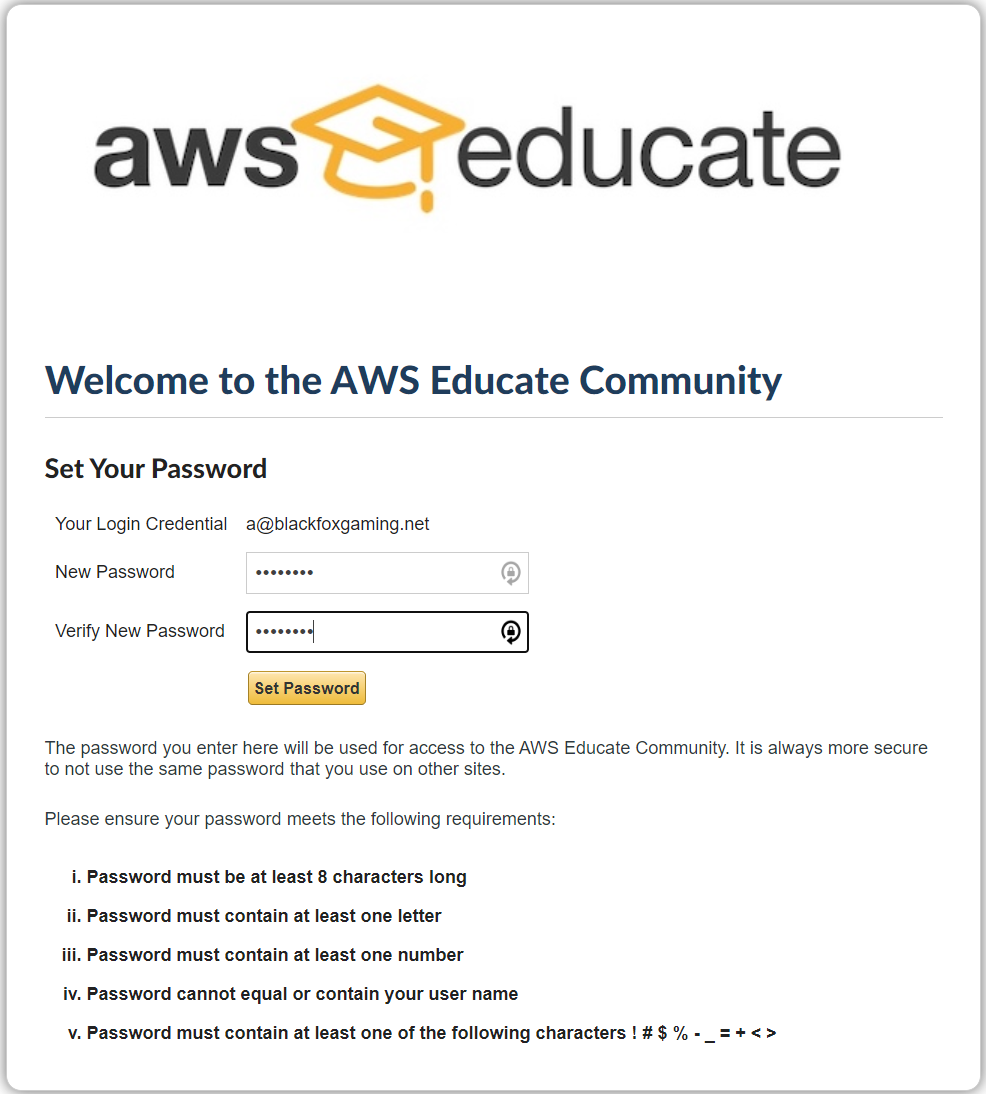 aws educate
Welcome to the AWS Educate Community
Set Your Password
Your Login Credential a@blackfoxgaming.net
New Password ••••••••
Verify New Password ••••••••
Set Password
The password you enter here will be used for access to the AWS Educate Community. It is always more secure
to not use the same password that you use on other sites.
Please ensure your password meets the following requirements:
i. Password must be at least 8 characters long
ii. Password must contain at least one letter
iii. Password must contain at least one number
iv. Password cannot equal or contain your user name
v. Password must contain at least one of the following characters ! # $ % - _ = + < >